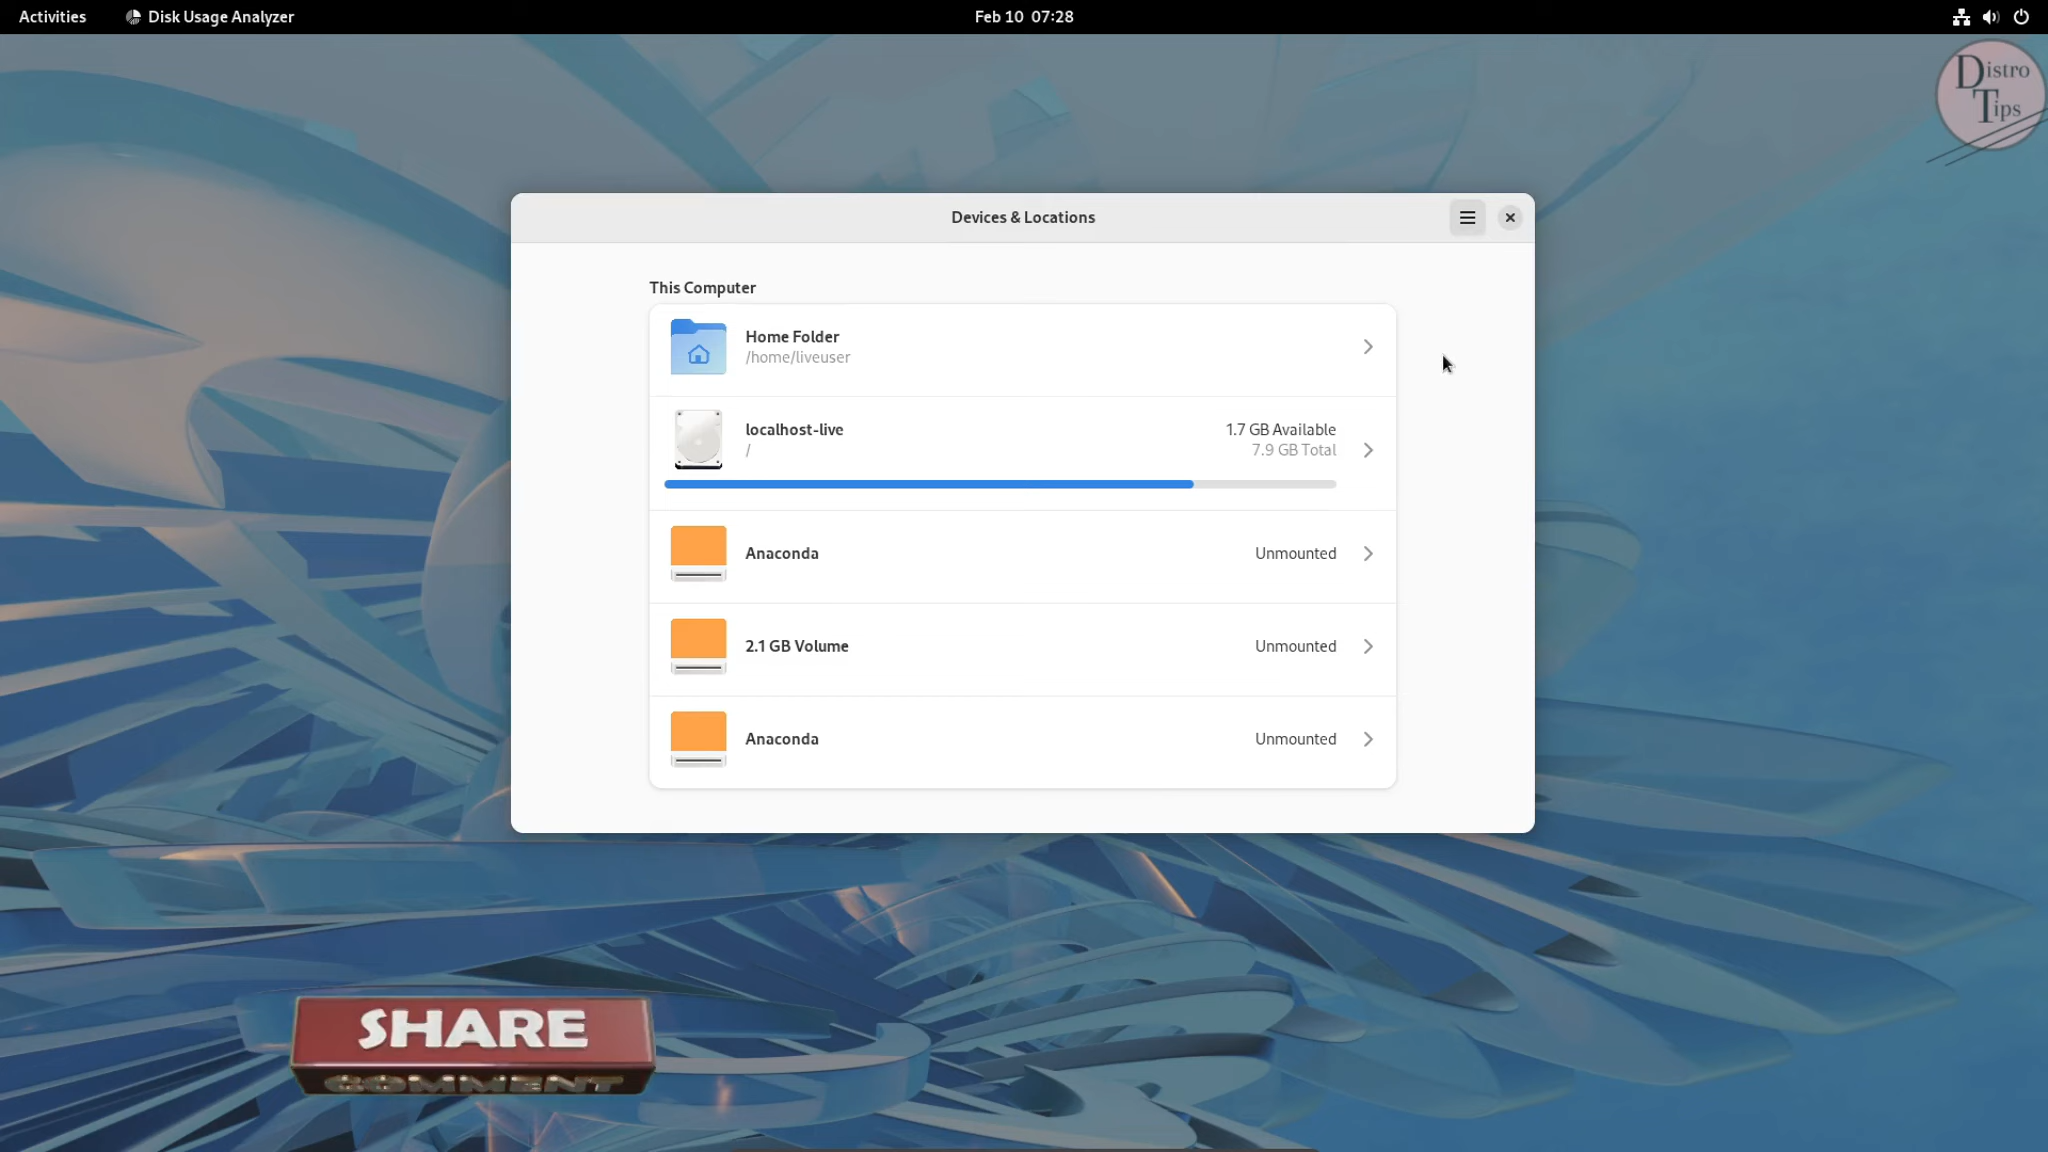 Activities
Disk Usage Analyzer
Feb 10 07:28
Distro
Tips
Devices & Locations
This Computer
Home Folder
/home/liveuser
localhost-live
/
1.7 GB Available
7.9 GB Total
Anaconda
Unmounted
2.1 GB Volume
Unmounted
Anaconda
Unmounted
SHARE
COMMENT